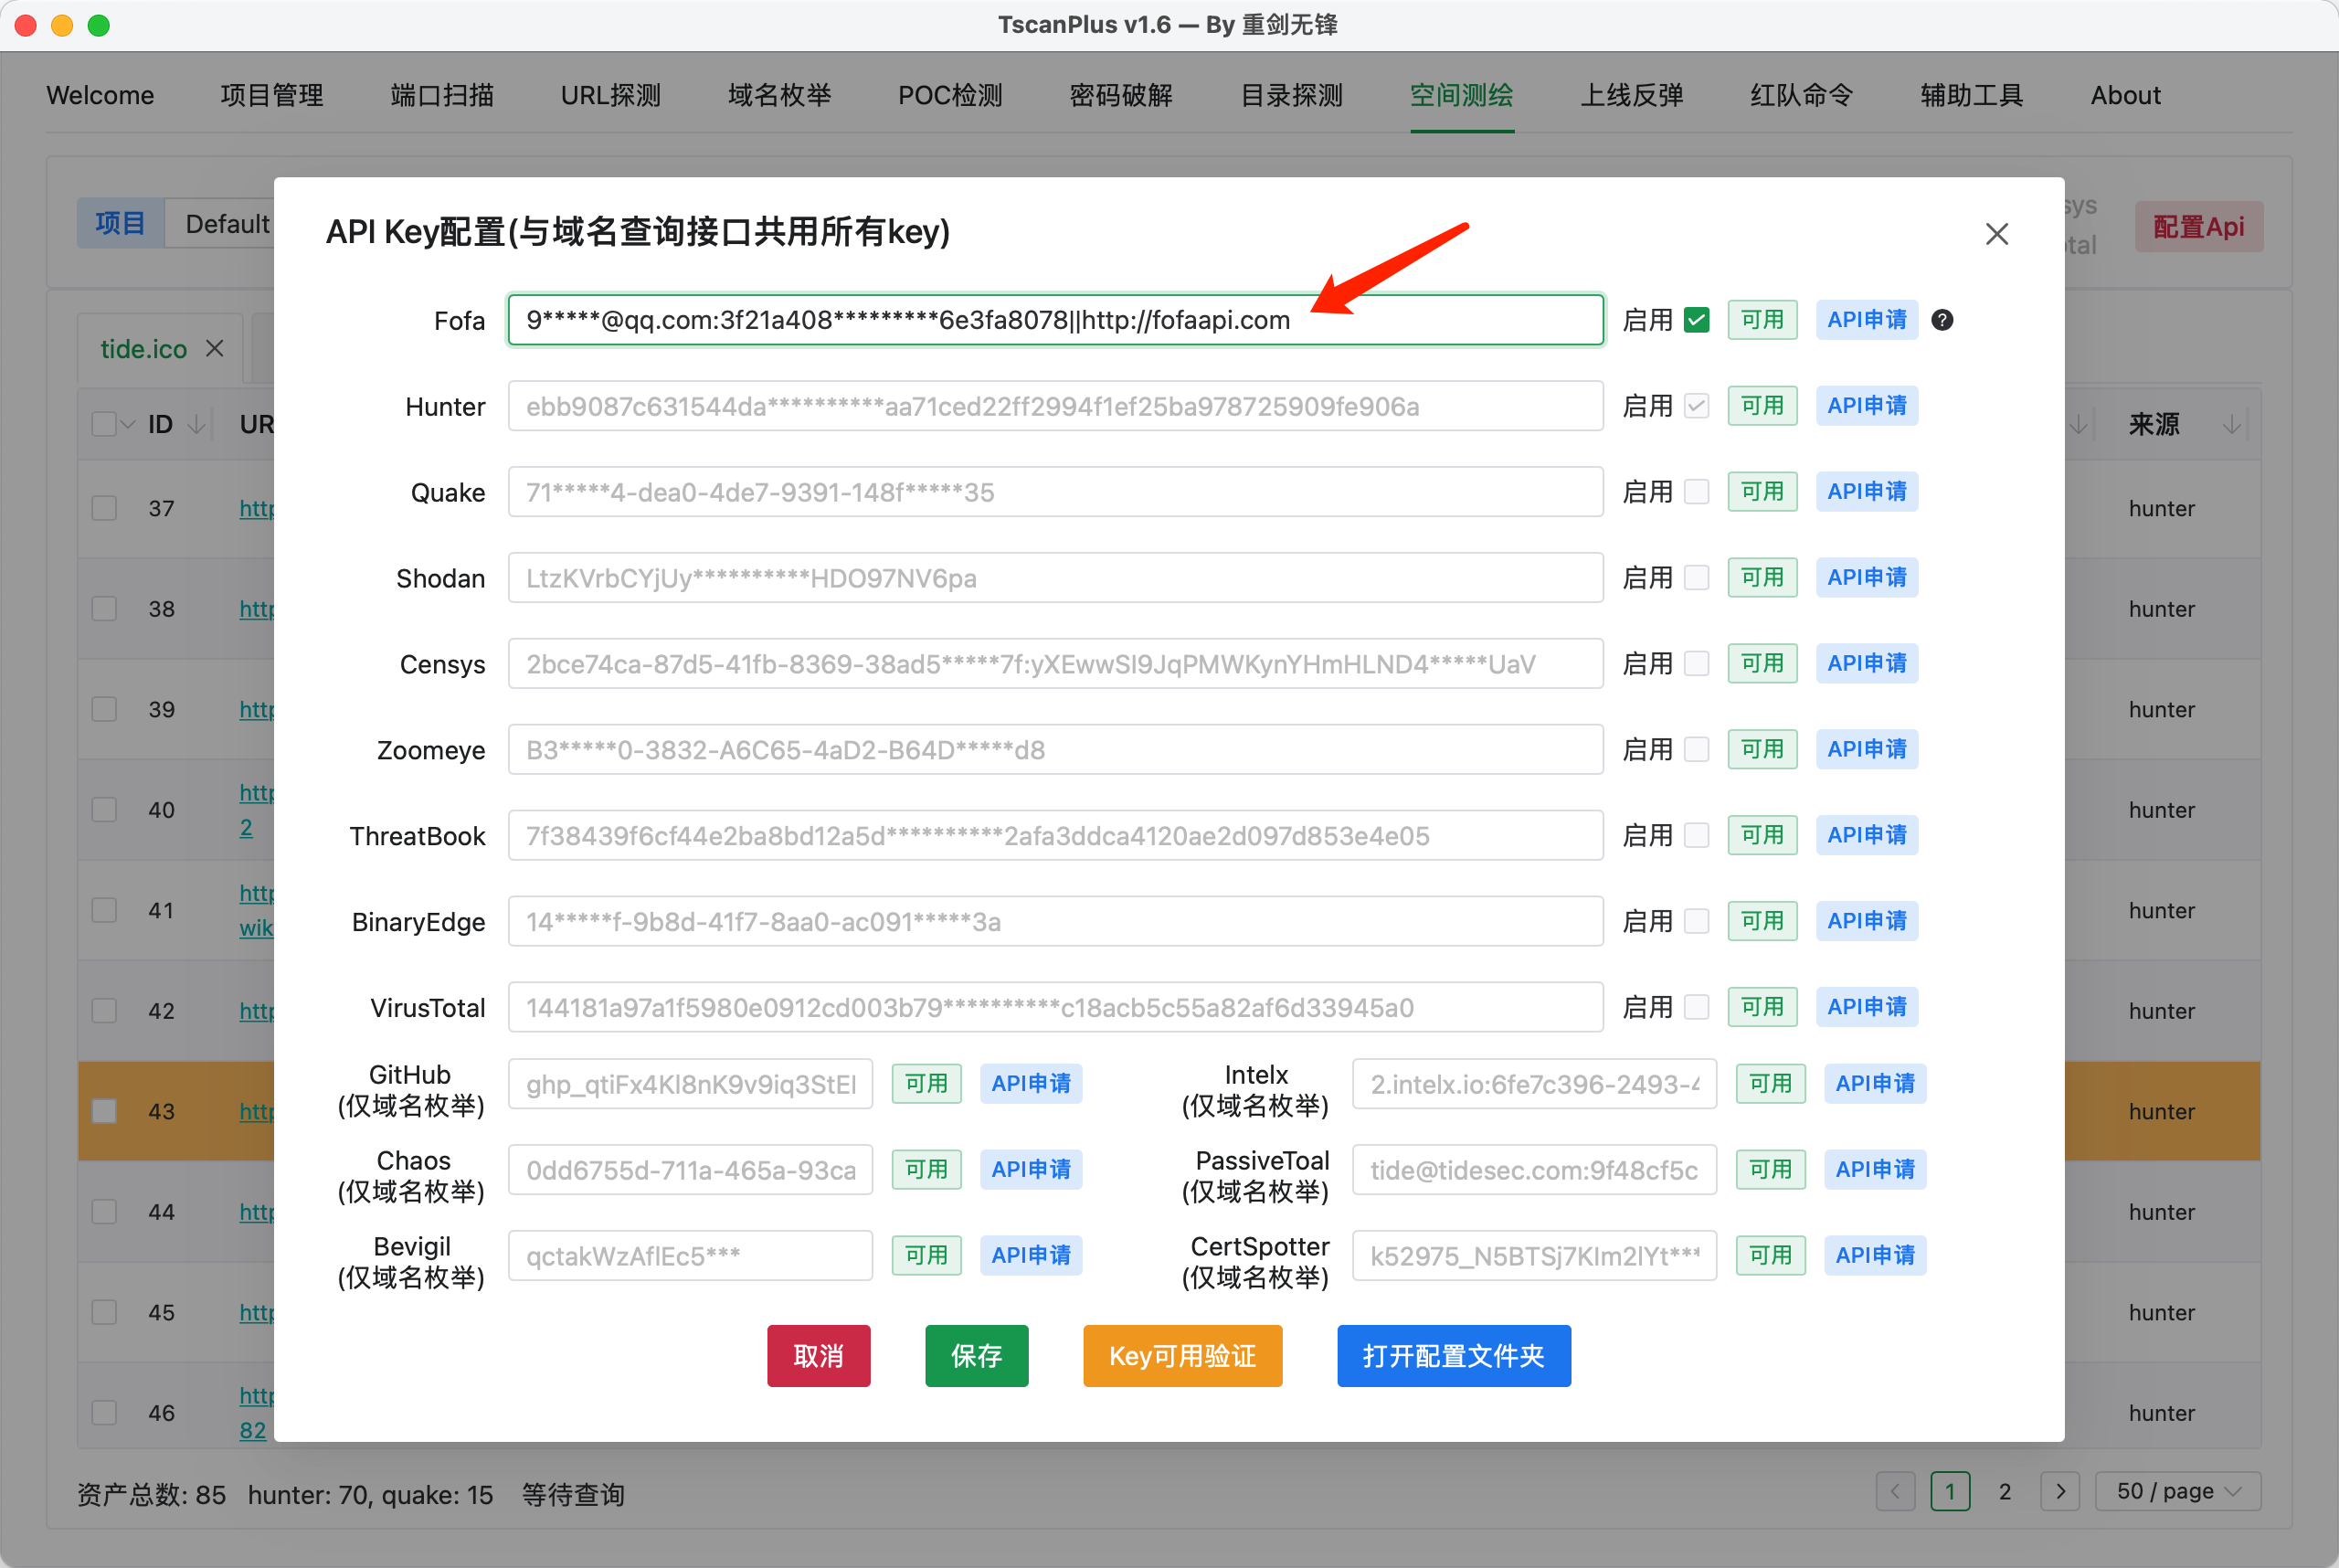 TscanPlus v1.6 — By 重剑无锋
Welcome 项目管理 端口扫描 URL探测 域名枚举 POC检测 密码破解 目录探测 空间测绘 上线反弹 红队命令 辅助工具 About
项目 Default 配置Api
API Key配置(与域名查询接口共用所有key)
Fofa 9*****@qq.com:3f21a408*********6e3fa8078||http://fofaapi.com 启用 可用 API申请
Hunter ebb9087c631544da**********aa71ced22ff2994f1ef25ba978725909fe906a 启用 可用 API申请
Quake 71*****4-dea0-4de7-9391-148f*****35 启用 可用 API申请
Shodan LtzKVrbCYjUy**********HDO97NV6pa 启用 可用 API申请
Censys 2bce74ca-87d5-41fb-8369-38ad5*****7f:yXEwwSI9JqPMWKynYHmHLND4*****UaV 启用 可用 API申请
Zoomeye B3*****0-3832-A6C65-4aD2-B64D*****d8 启用 可用 API申请
ThreatBook 7f38439f6cf44e2ba8bd12a5d**********2afa3ddca4120ae2d097d853e4e05 启用 可用 API申请
BinaryEdge 14*****f-9b8d-41f7-8aa0-ac091*****3a 启用 可用 API申请
VirusTotal 144181a97a1f5980e0912cd003b79**********c18acb5c55a82af6d33945a0 启用 可用 API申请
GitHub ghp_qtiFx4Kl8nK9v9iq3StEl 可用 API申请 Intelx 2.intelx.io:6fe7c396-2493-4 可用 API申请
(仅域名枚举) (仅域名枚举)
Chaos 0dd6755d-711a-465a-93ca 可用 API申请 PassiveToal tide@tidesec.com:9f48cf5c 可用 API申请
(仅域名枚举) (仅域名枚举)
Bevigil qctakWzAflEc5*** 可用 API申请 CertSpotter k52975_N5BTSj7KIm2lYt*** 可用 API申请
(仅域名枚举) (仅域名枚举)
取消 保存 Key可用验证 打开配置文件夹
tide.ico
ID UR 来源
37 http hunter
38 http hunter
39 http hunter
40 http hunter
2
41 http hunter
wik
42 http hunter
43 http hunter
44 http hunter
45 http hunter
46 http hunter
82
资产总数: 85 hunter: 70, quake: 15 等待查询 1 2 50 / page